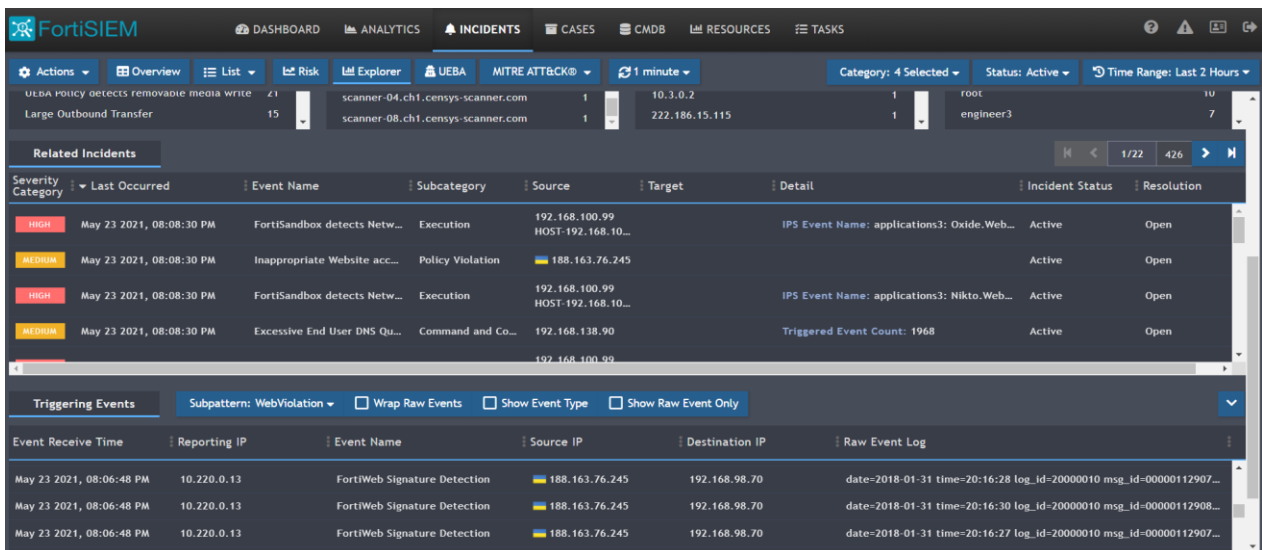 FortiSIEM DASHBOARD ANALYTICS INCIDENTS CASES CMDB RESOURCES TASKS
Actions Overview List Risk Explorer UEBA MITRE ATT&CK® 1 minute Category: 4 Selected Status: Active Time Range: Last 2 Hours
UEBA Policy detects removable media write 21 scanner-04.ch1.censys-scanner.com 1 10.3.0.2 1 root 10
Large Outbound Transfer 15 scanner-08.ch1.censys-scanner.com 1 222.186.15.115 1 engineer3 7
Related Incidents 1/22 426
Severity Category Last Occurred Event Name Subcategory Source Target Detail Incident Status Resolution
HIGH May 23 2021, 08:08:30 PM FortiSandbox detects Netw... Execution 192.168.100.99 HOST-192.168.10... IPS Event Name: applications3: Oxide.Web... Active Open
MEDIUM May 23 2021, 08:08:30 PM Inappropriate Website acc... Policy Violation 188.163.76.245 Active Open
HIGH May 23 2021, 08:08:30 PM FortiSandbox detects Netw... Execution 192.168.100.99 HOST-192.168.10... IPS Event Name: applications3: Nikto.Web... Active Open
MEDIUM May 23 2021, 08:08:30 PM Excessive End User DNS Qu... Command and Co... 192.168.138.90 Triggered Event Count: 1968 Active Open
192.168.100.99
Triggering Events Subpattern: WebViolation Wrap Raw Events Show Event Type Show Raw Event Only
Event Receive Time Reporting IP Event Name Source IP Destination IP Raw Event Log
May 23 2021, 08:06:48 PM 10.220.0.13 FortiWeb Signature Detection 188.163.76.245 192.168.98.70 date=2018-01-31 time=20:16:28 log_id=20000010 msg_id=00000112907...
May 23 2021, 08:06:48 PM 10.220.0.13 FortiWeb Signature Detection 188.163.76.245 192.168.98.70 date=2018-01-31 time=20:16:30 log_id=20000010 msg_id=00000112908...
May 23 2021, 08:06:48 PM 10.220.0.13 FortiWeb Signature Detection 188.163.76.245 192.168.98.70 date=2018-01-31 time=20:16:27 log_id=20000010 msg_id=00000112907...